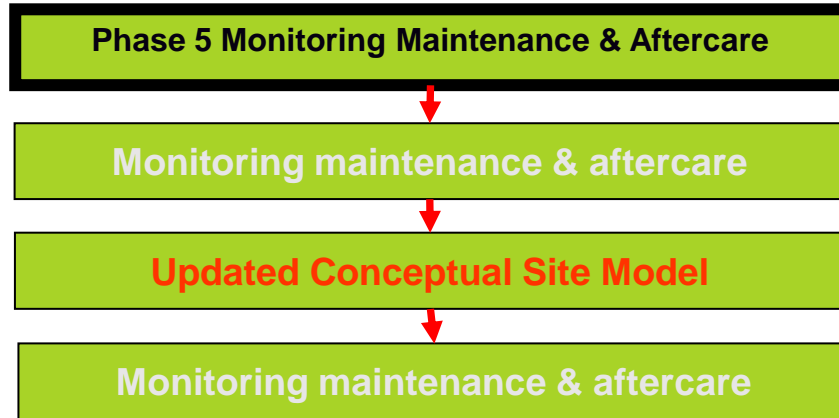 Phase 5 Monitoring Maintenance & Aftercare
Monitoring maintenance & aftercare
Updated Conceptual Site Model
Monitoring maintenance & aftercare